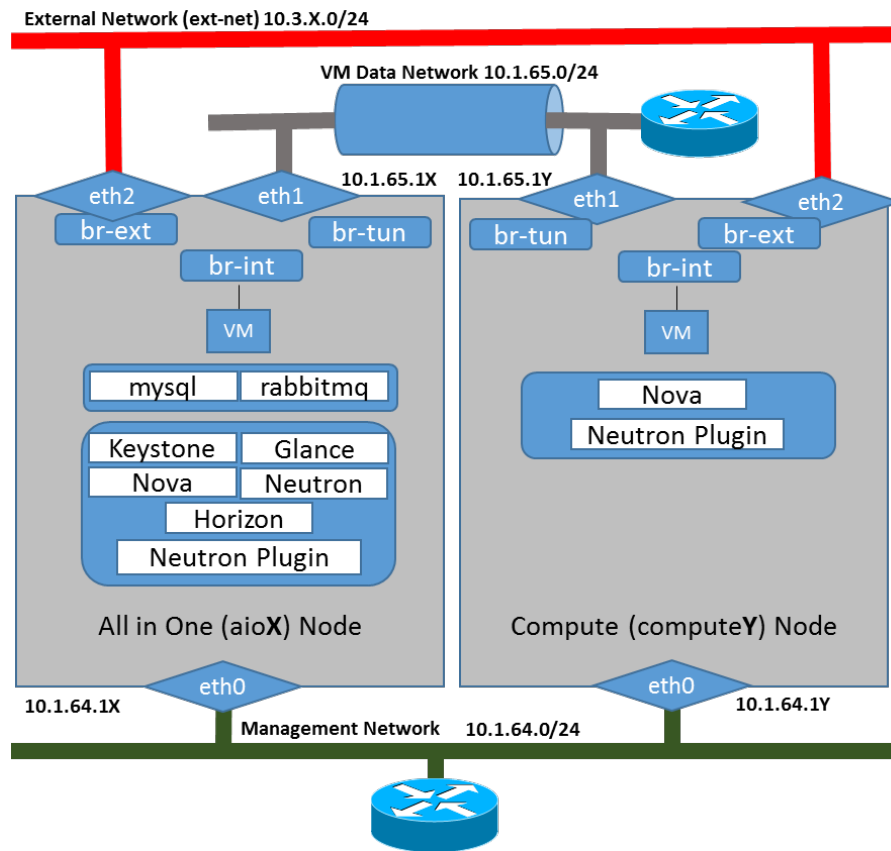 External Network (ext-net) 10.3.X.0/24
VM Data Network 10.1.65.0/24
10.1.65.1X
10.1.65.1Y
eth2
eth1
br-ext
br-tun
br-int
VM
mysql
rabbitmq
Keystone
Glance
Nova
Neutron
Horizon
Neutron Plugin
All in One (aioX) Node
eth1
eth2
br-tun
br-ext
br-int
VM
Nova
Neutron Plugin
Compute (computeY) Node
eth0
10.1.64.1X
eth0
10.1.64.1Y
Management Network 10.1.64.0/24